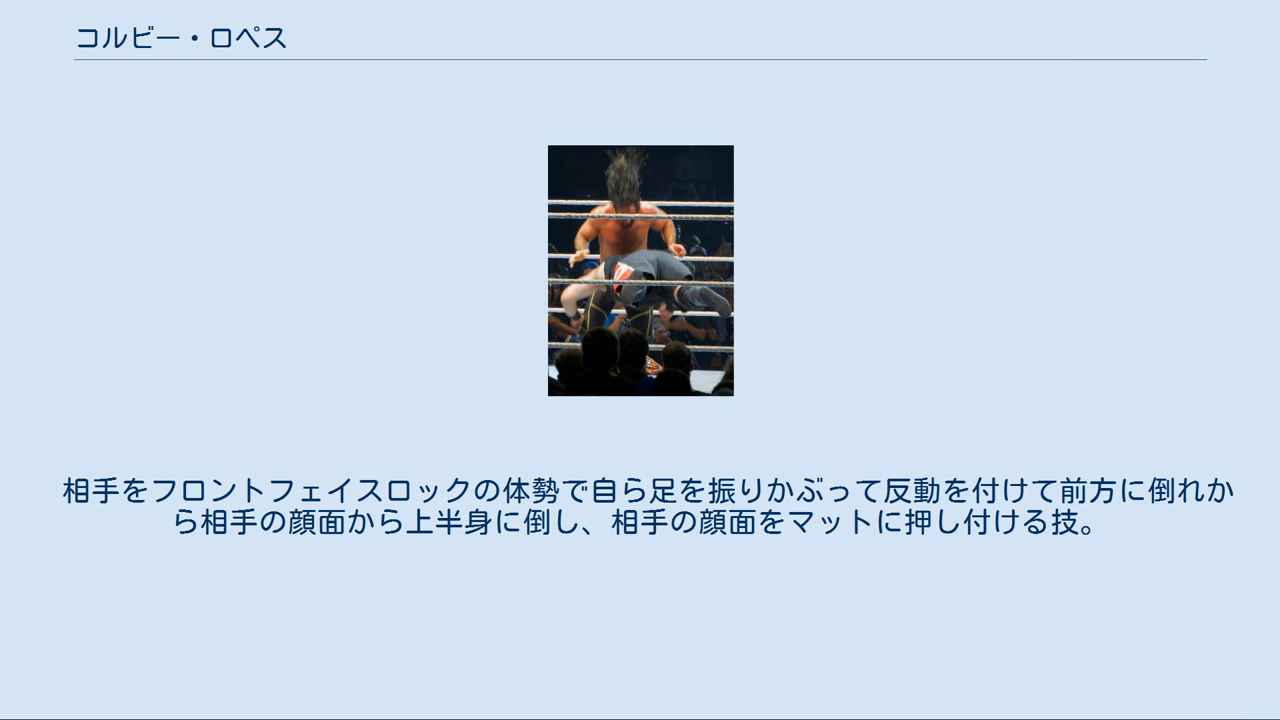 コルビー・ロペス
相手をフロントフェイスロックの体勢で自ら足を振りかぶって反動を付けて前方に倒れか
ら相手の顔面から上半身に倒し、相手の顔面をマットに押し付ける技。